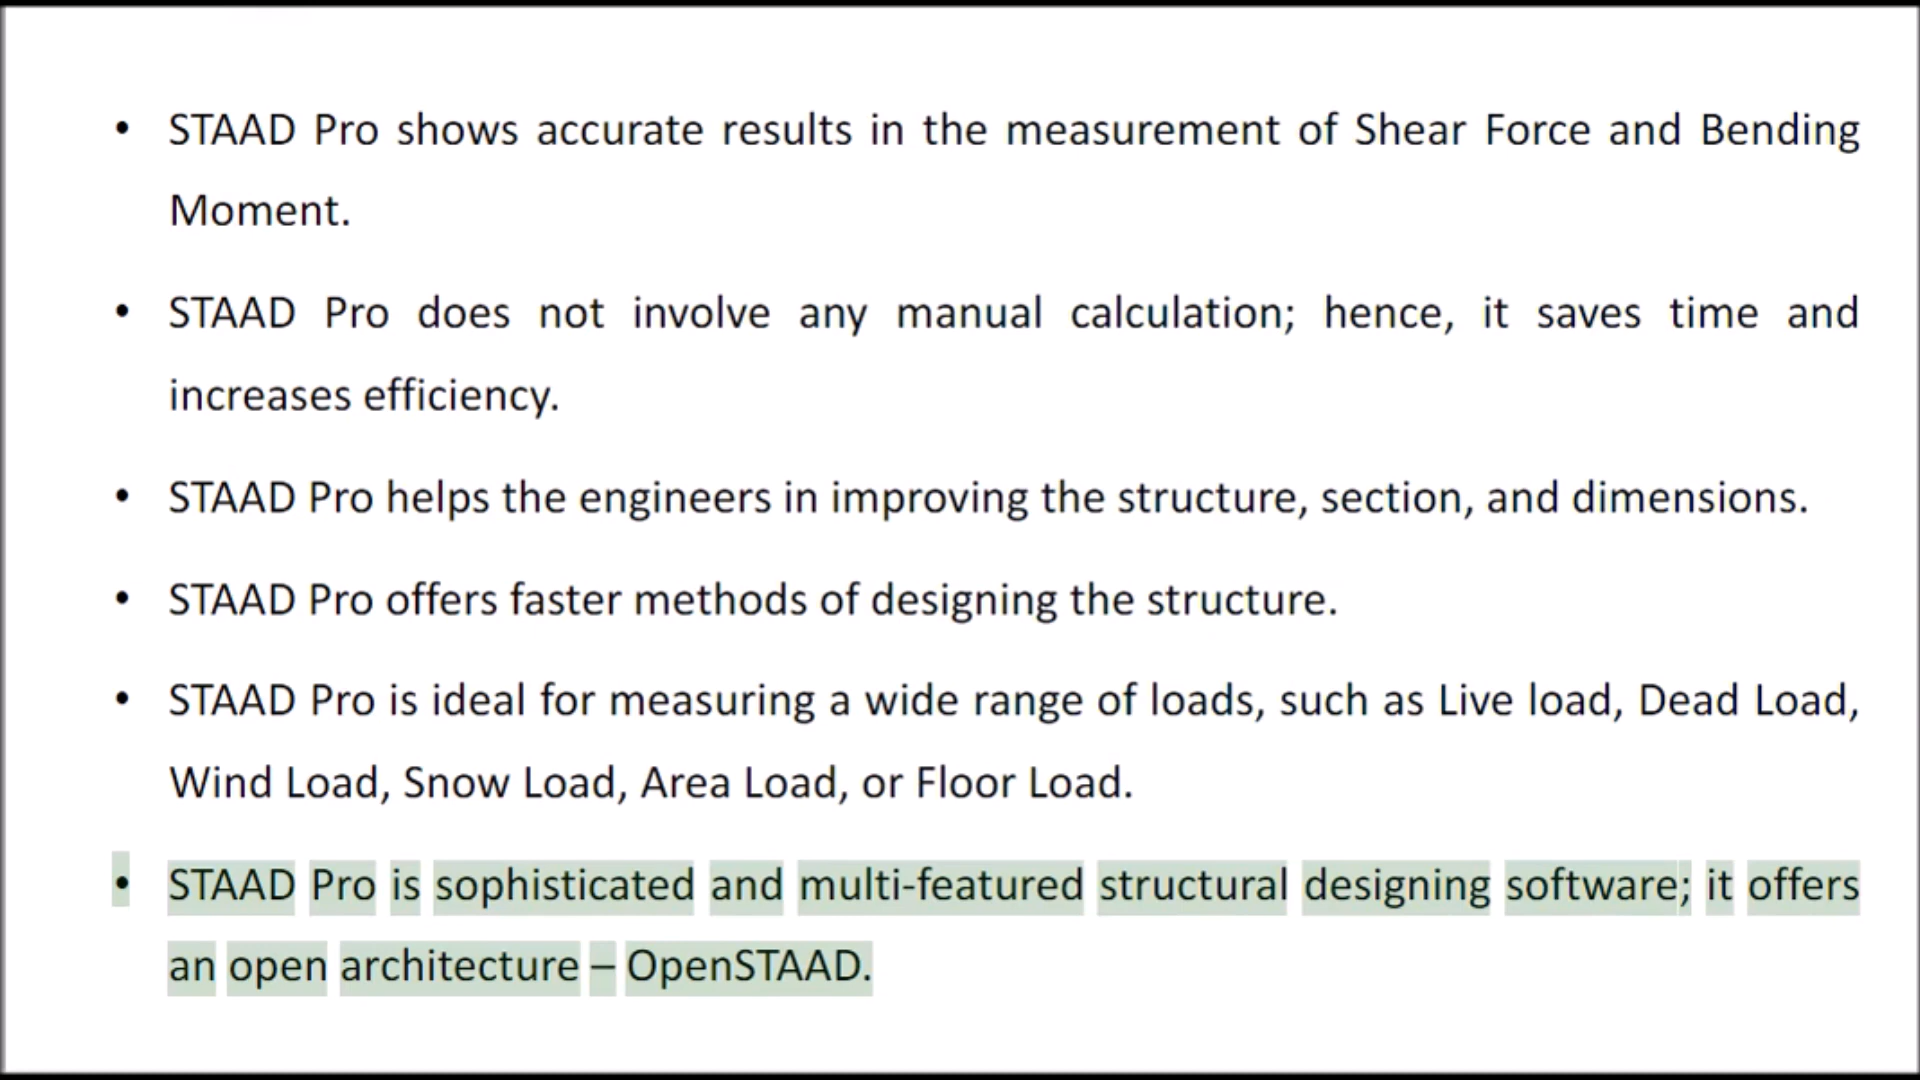 • STAAD Pro shows accurate results in the measurement of Shear Force and Bending
Moment.
• STAAD Pro does not involve any manual calculation; hence, it saves time and
increases efficiency.
• STAAD Pro helps the engineers in improving the structure, section, and dimensions.
• STAAD Pro offers faster methods of designing the structure.
• STAAD Pro is ideal for measuring a wide range of loads, such as Live load, Dead Load,
Wind Load, Snow Load, Area Load, or Floor Load.
• STAAD Pro is sophisticated and multi-featured structural designing software; it offers
an open architecture – OpenSTAAD.